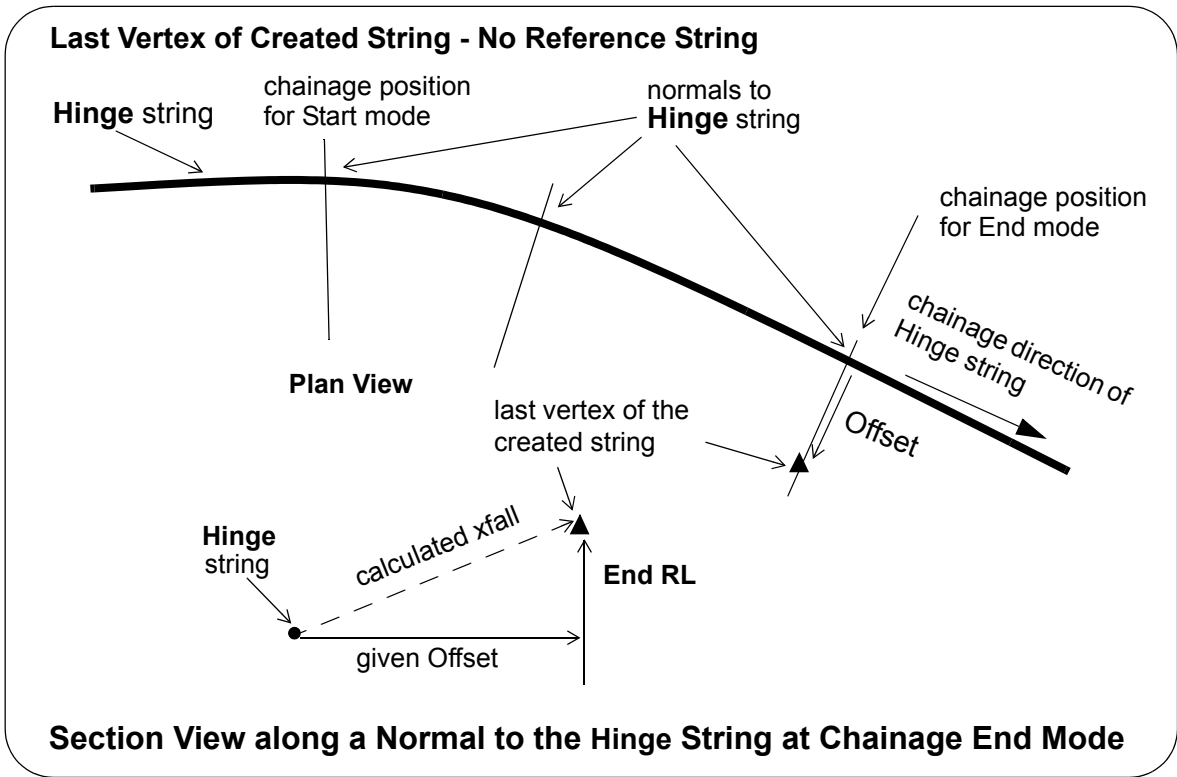 Last Vertex of Created String - No Reference String
Hinge string
chainage position
for Start mode
normals to
Hinge string
chainage position
for End mode
chainage direction of
Hinge string
Plan View
last vertex of the
created string
Offset
Hinge
string
calculated xfall
End RL
given Offset
Section View along a Normal to the Hinge String at Chainage End Mode